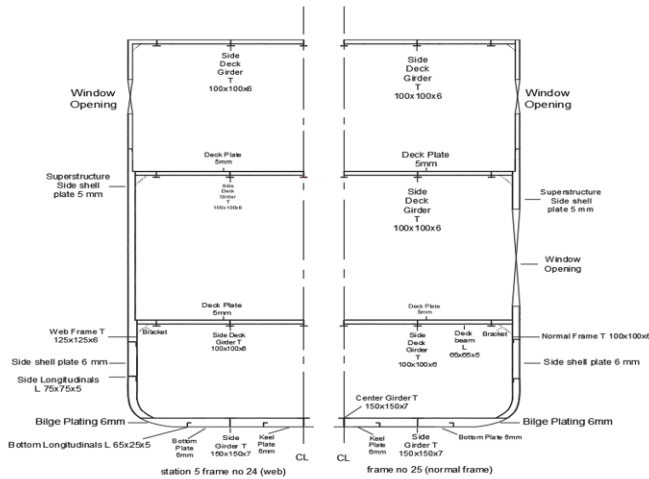 Side
Deck
Girder
T
100x100x6
Side
Deck
Girder
T
100x100x6
Window
Opening
Window
Opening
Deck Plate
5mm
Deck Plate
5mm
Superstructure
Side shell
plate 5 mm
Side
Deck
Girder
T
100x100x6
Side
Deck
Girder
T
100x100x6
Superstructure
Side shell
plate 5 mm
Window
Opening
Deck Plate
5mm
Deck Plate
5mm
Web Frame T
125x125x6
Bracket
Side Deck
Girder T
100x100x6
Side
Deck
Girder
T
100x100x6
Deck
beam
L
65x65x6
Bracket
Normal Frame T 100x100x6
Side shell plate 6 mm
Side shell plate 6 mm
Side Longitudinals
L 75x75x5
Center Girder T
150x150x7
Bilge Plating 6mm
Bilge Plating 6mm
Bottom Longitudinals L 65x25x5
Bottom
Plate
6mm
Side
Girder T
150x150x7
Keel
Plate
6mm
CL
CL
Keel
Plate
6mm
Side
Girder T
150x150x7
Bottom Plate 6mm
station 5 frame no 24 (web)
frame no 25 (normal frame)